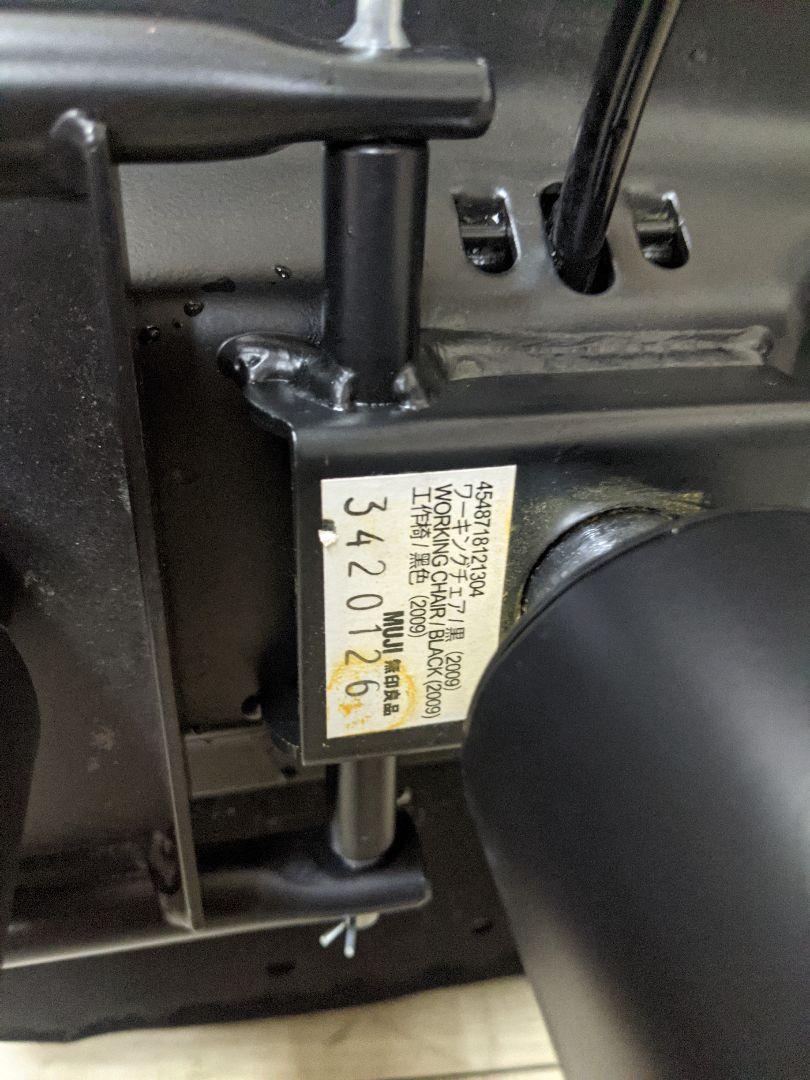 4548718121304
ワーキングチェア / 黒 (2009)
WORKING CHAIR / BLACK (2009)
工作椅 / 黑色 (2009)
MUJI 無印良品
3420126